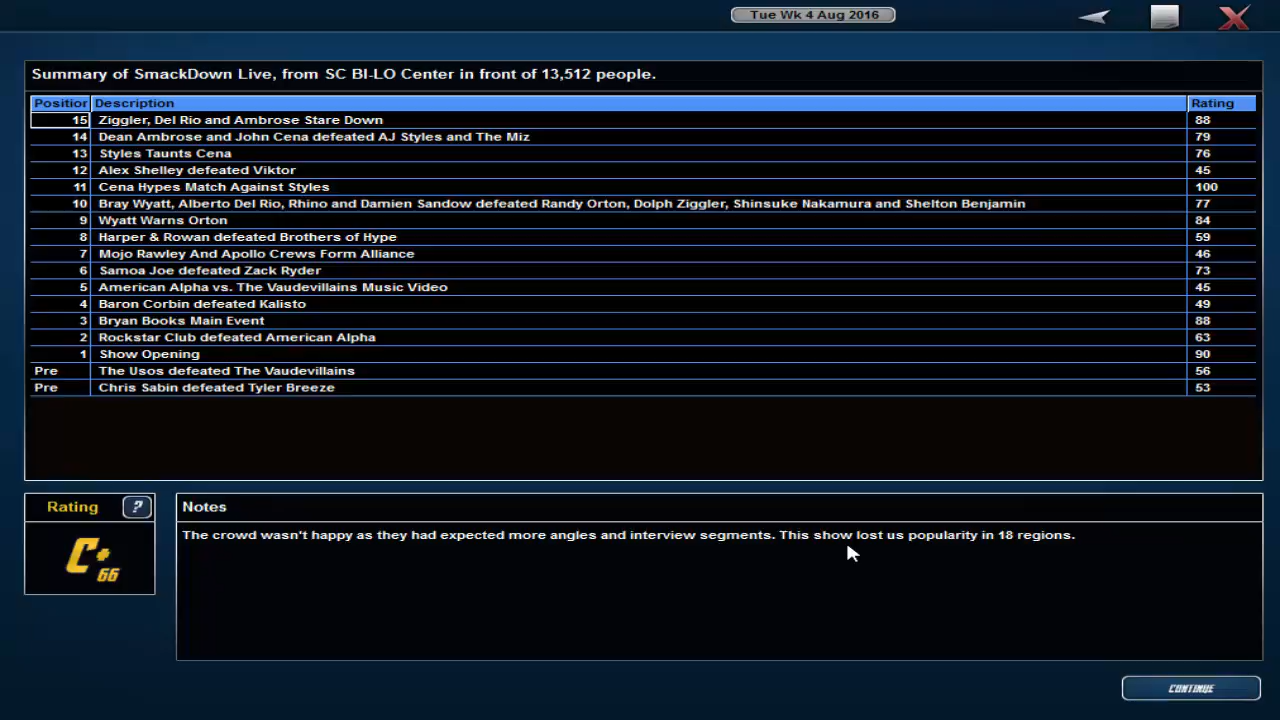 Tue Wk 4 Aug 2016
Summary of SmackDown Live, from SC BI-LO Center in front of 13,512 people.
Position Description Rating
15 Ziggler, Del Rio and Ambrose Stare Down 88
14 Dean Ambrose and John Cena defeated AJ Styles and The Miz 79
13 Styles Taunts Cena 76
12 Alex Shelley defeated Viktor 45
11 Cena Hypes Match Against Styles 100
10 Bray Wyatt, Alberto Del Rio, Rhino and Damien Sandow defeated Randy Orton, Dolph Ziggler, Shinsuke Nakamura and Shelton Benjamin 77
9 Wyatt Warns Orton 84
8 Harper & Rowan defeated Brothers of Hype 59
7 Mojo Rawley And Apollo Crews Form Alliance 46
6 Samoa Joe defeated Zack Ryder 73
5 American Alpha vs. The Vaudevillains Music Video 45
4 Baron Corbin defeated Kalisto 49
3 Bryan Books Main Event 88
2 Rockstar Club defeated American Alpha 63
1 Show Opening 90
Pre The Usos defeated The Vaudevillains 56
Pre Chris Sabin defeated Tyler Breeze 53
Rating ?
C+ 66
Notes
The crowd wasn't happy as they had expected more angles and interview segments. This show lost us popularity in 18 regions.
CONTINUE